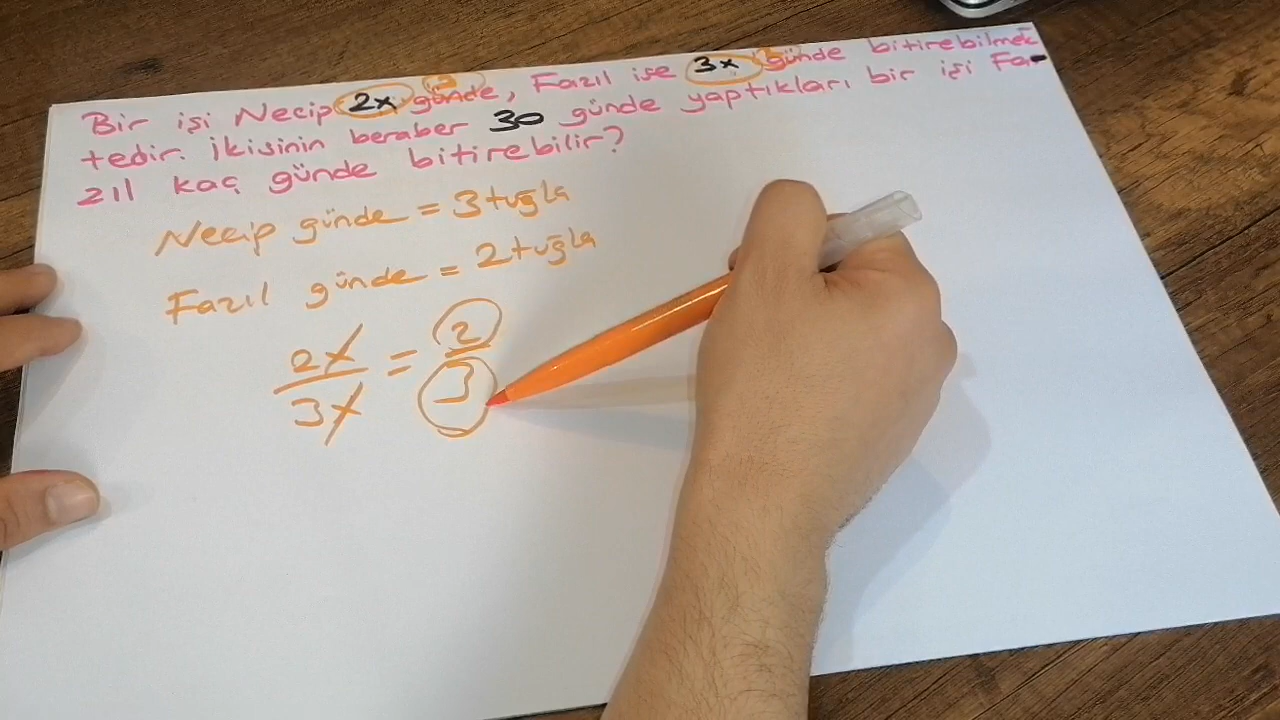 Bir işi Necip 2x günde, Fazıl ise 3x günde bitirebilmek
tedir. İkisinin beraber 30 günde yaptıkları bir işi Fa-
zıl kaç günde bitirebilir?
Necip günde = 3 tuğla
Fazıl günde = 2 tuğla
2x/3x = 2/3